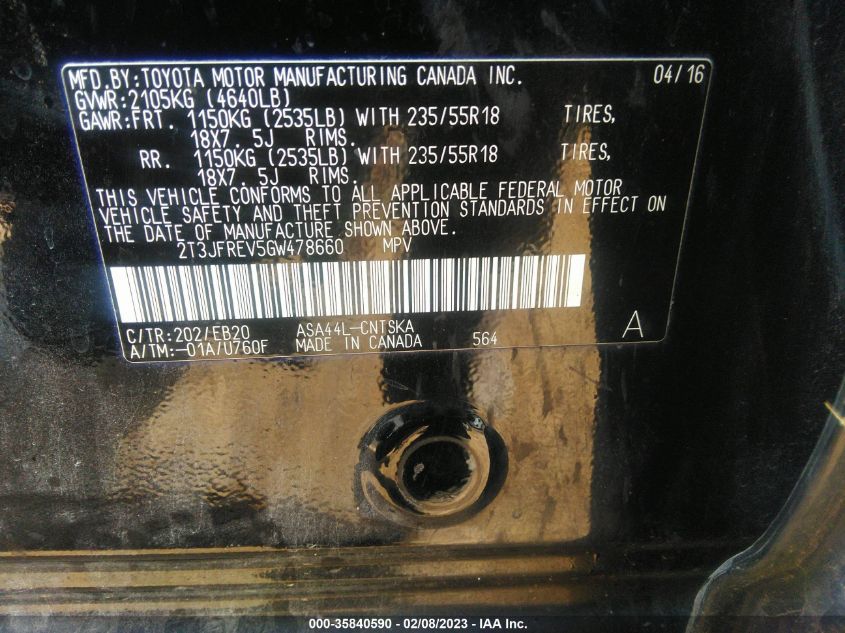 MFD.BY:TOYOTA MOTOR MANUFACTURING CANADA INC. 04/16
GVWR:2105KG (4640LB)
GAWR:FRT. 1150KG (2535LB) WITH 235/55R18 TIRES,
18X7. 5J RIMS.
RR. 1150KG (2535LB) WITH 235/55R18 TIRES,
18X7. 5J RIMS
THIS VEHICLE CONFORMS TO ALL APPLICABLE FEDERAL MOTOR
VEHICLE SAFETY AND THEFT PREVENTION STANDARDS IN EFFECT ON
THE DATE OF MANUFACTURE SHOWN ABOVE.
2T3JFREV5GW478660 MPV
C/TR:202/EB20 ASA44L-CNTSKA A
A/TM:-01A/U760F MADE IN CANADA 564
000-35840590 - 02/08/2023 - IAA Inc.